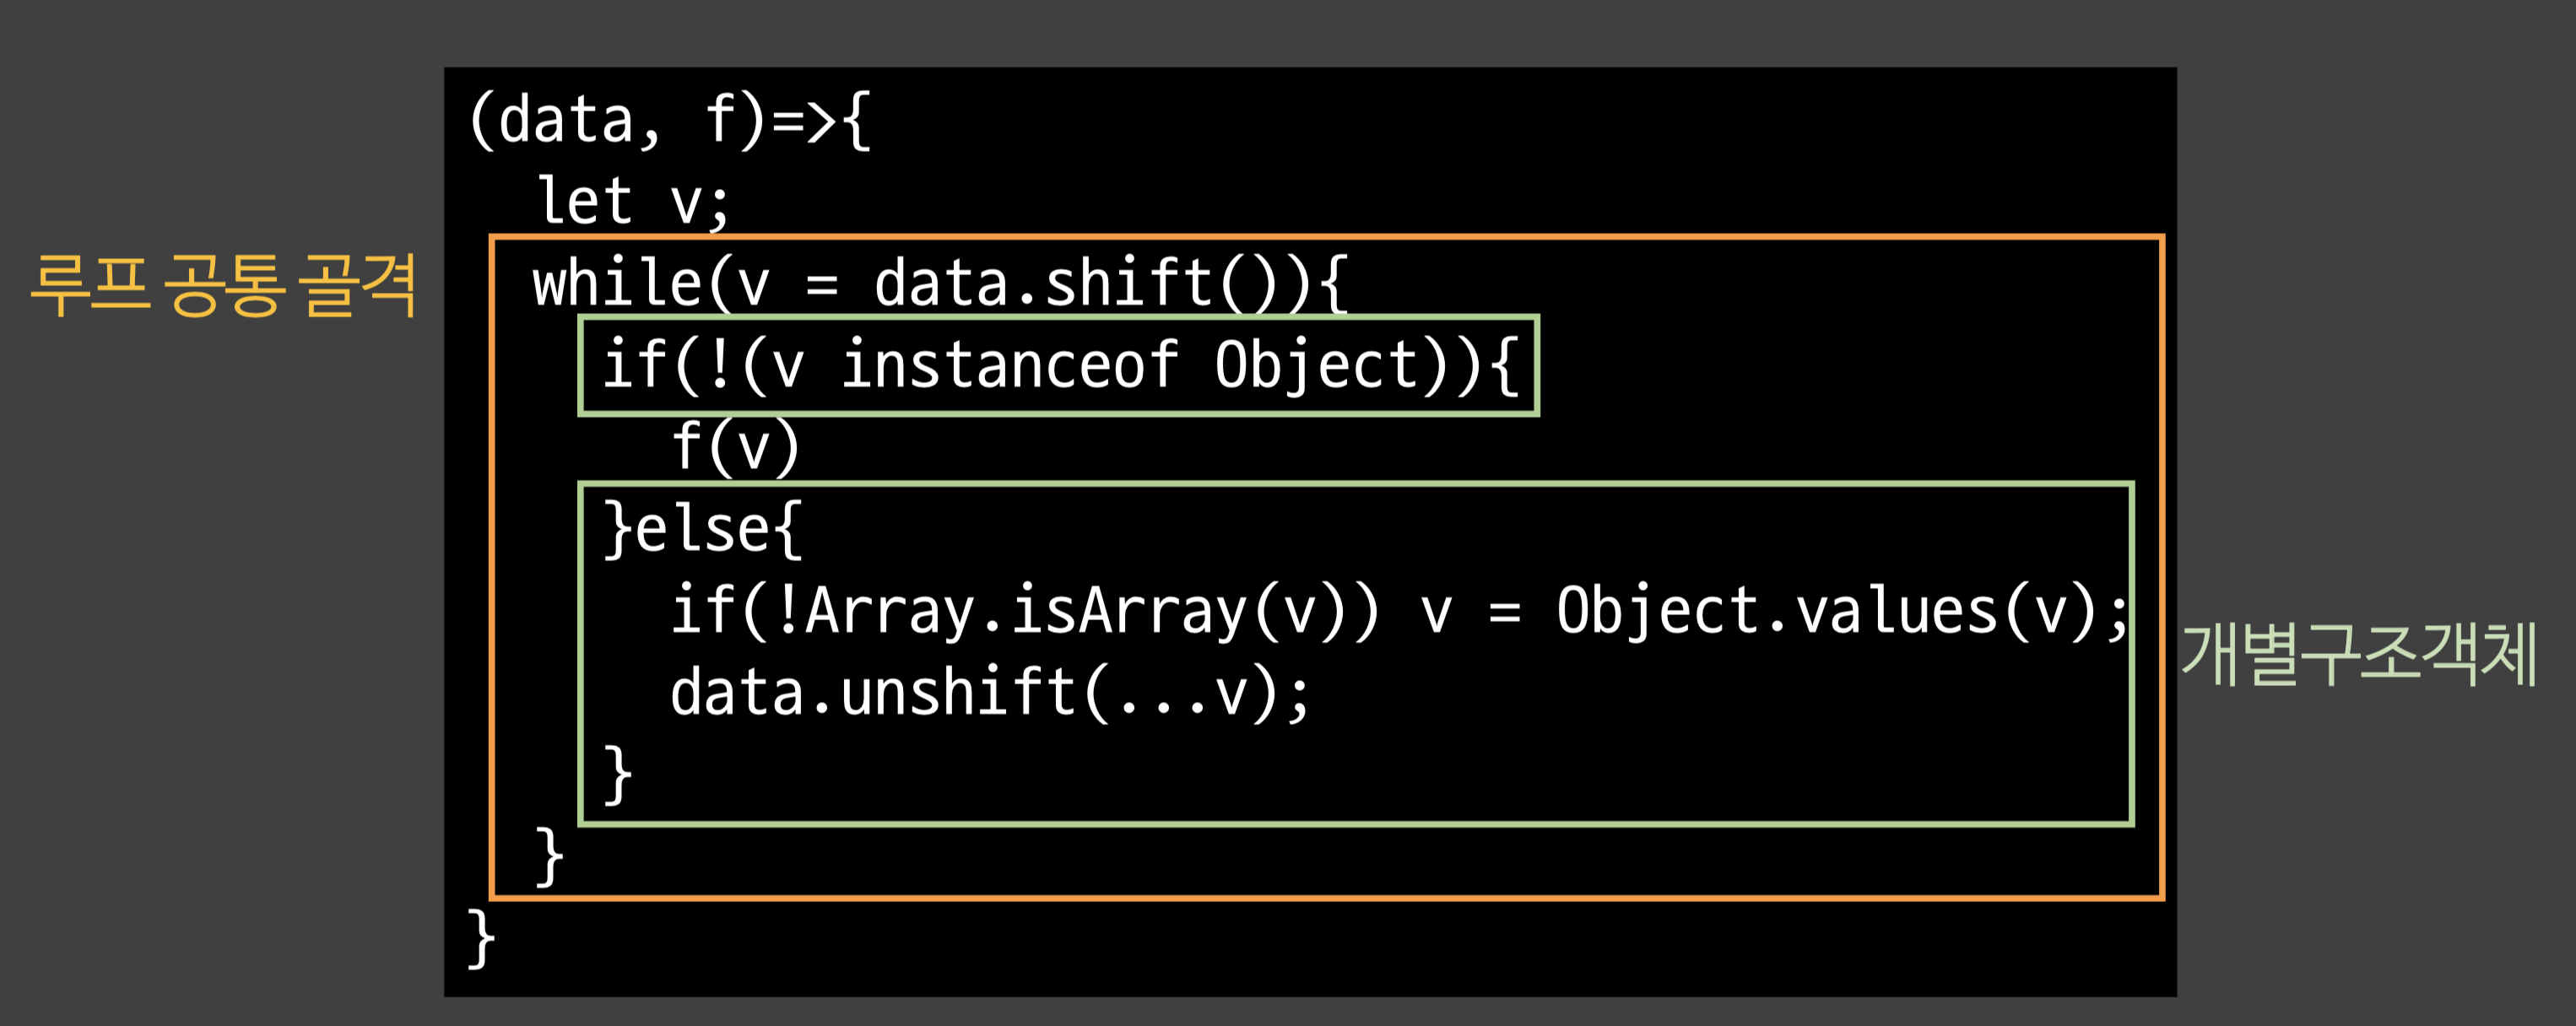 (data, f)=>{
let v;
루프 공통 골격
while(v = data.shift()){
if(!(v instanceof Object)){
f(v)
}else{
if(!Array.isArray(v)) v = Object.values(v);
개별구조객체
data.unshift(...v);
}
}
}